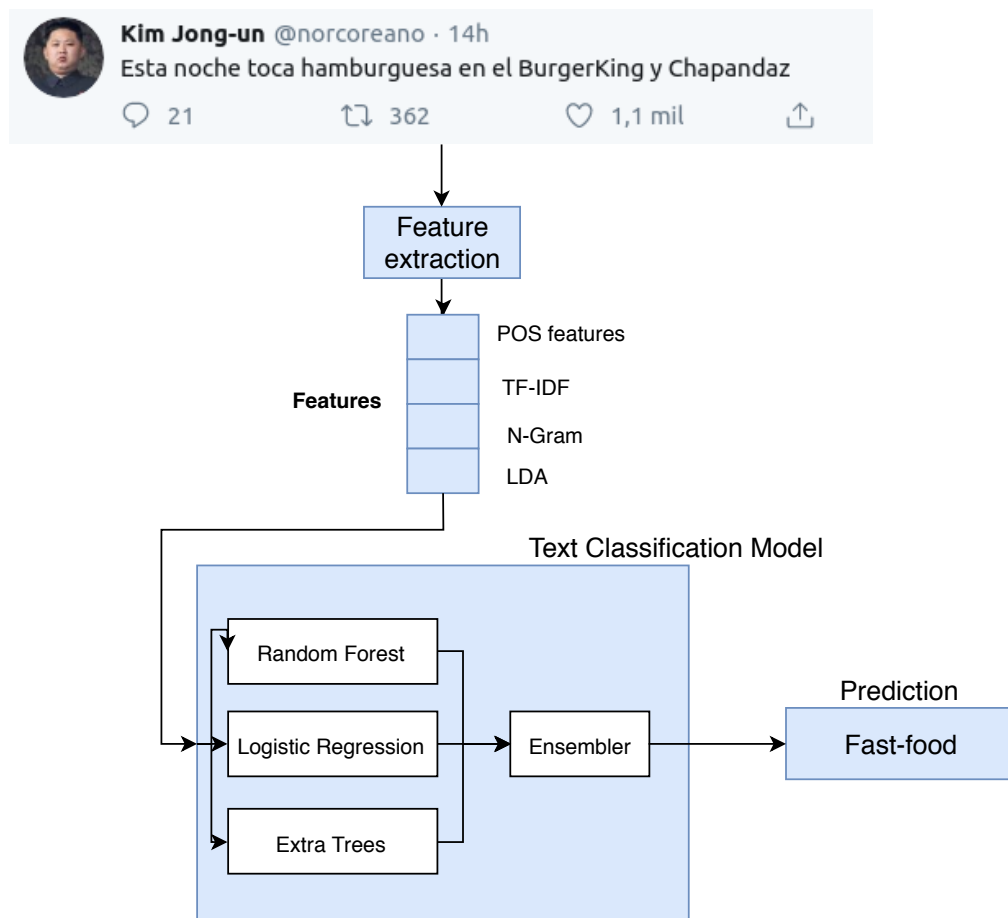 Kim Jong-un @norcoreano · 14h
Esta noche toca hamburguesa en el BurgerKing y Chapandaz
21 362 1,1 mil
Feature
extraction
POS features
TF-IDF
Features
N-Gram
LDA
Text Classification Model
Random Forest
Logistic Regression
Extra Trees
Ensembler
Prediction
Fast-food